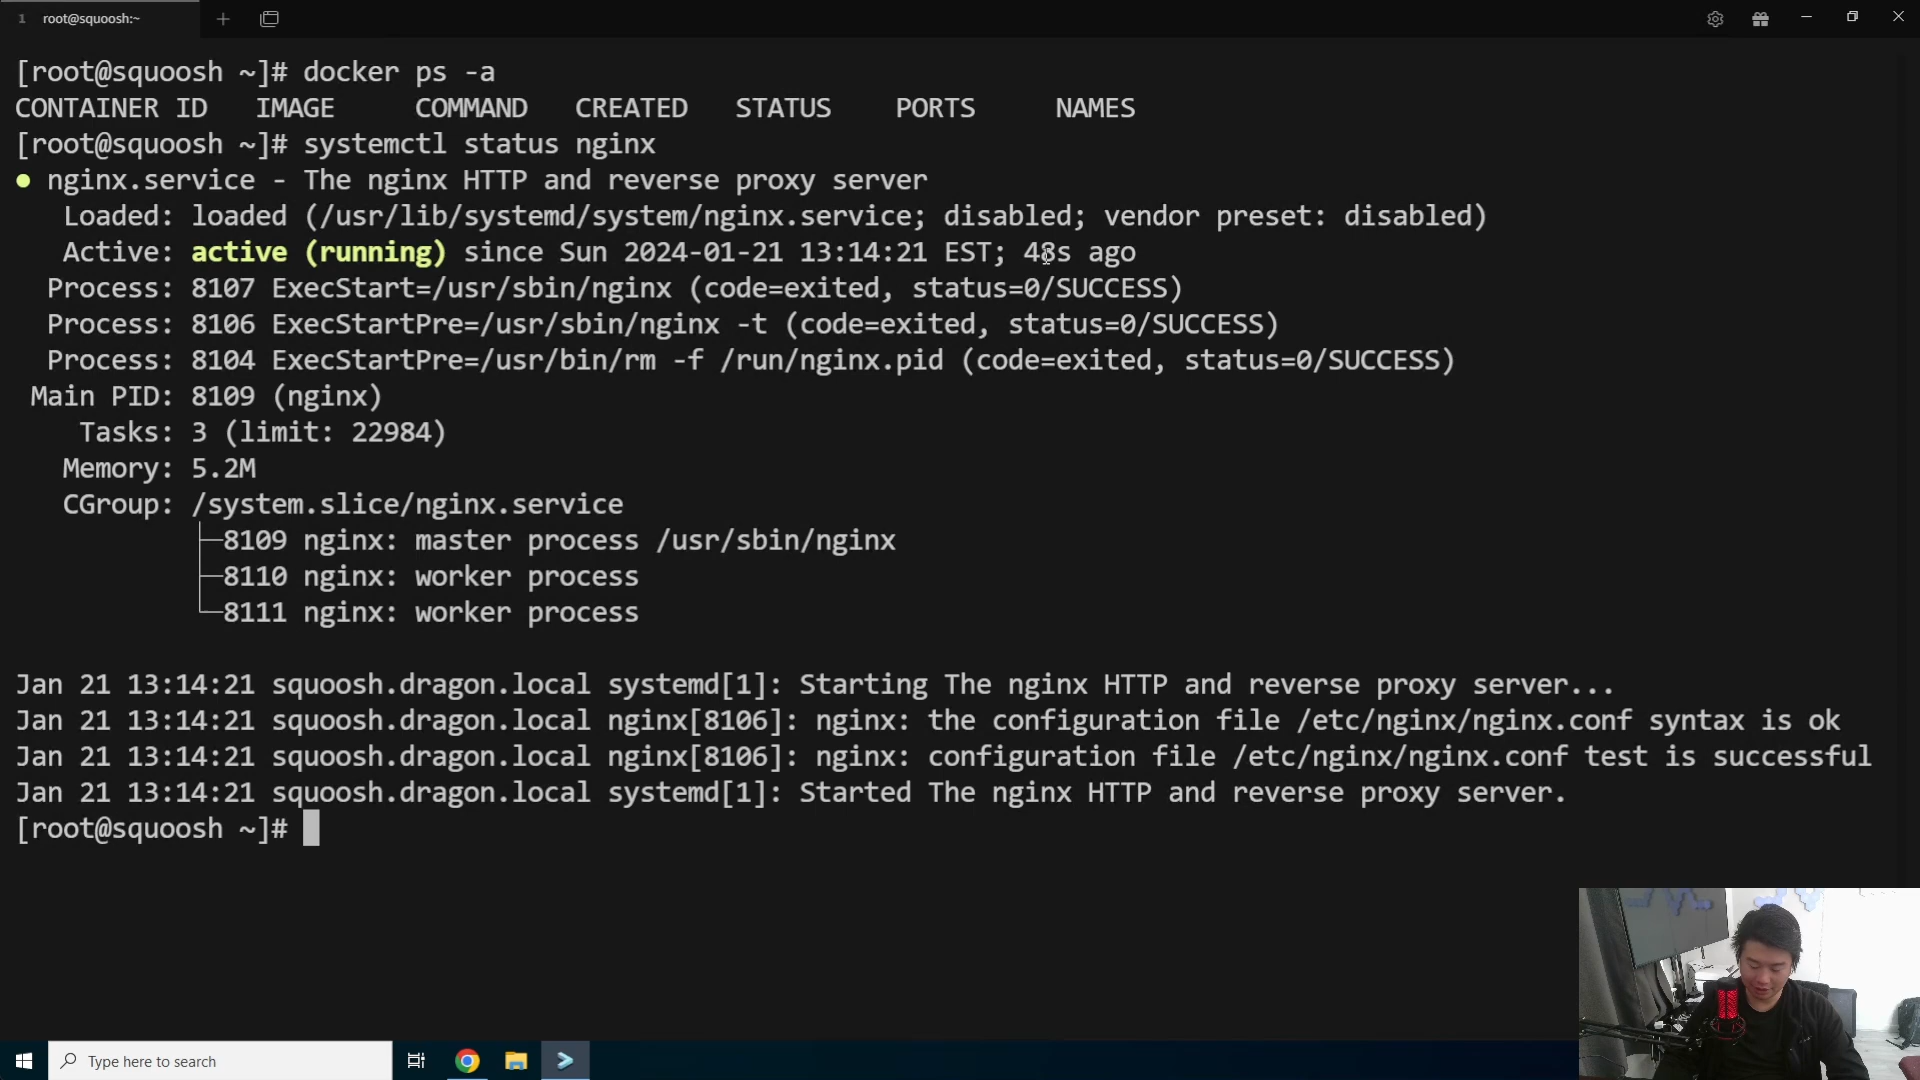 1 root@squoosh:~
[root@squoosh ~]# docker ps -a
CONTAINER ID   IMAGE     COMMAND   CREATED   STATUS    PORTS     NAMES
[root@squoosh ~]# systemctl status nginx
● nginx.service - The nginx HTTP and reverse proxy server
   Loaded: loaded (/usr/lib/systemd/system/nginx.service; disabled; vendor preset: disabled)
   Active: active (running) since Sun 2024-01-21 13:14:21 EST; 48s ago
  Process: 8107 ExecStart=/usr/sbin/nginx (code=exited, status=0/SUCCESS)
  Process: 8106 ExecStartPre=/usr/sbin/nginx -t (code=exited, status=0/SUCCESS)
  Process: 8104 ExecStartPre=/usr/bin/rm -f /run/nginx.pid (code=exited, status=0/SUCCESS)
 Main PID: 8109 (nginx)
    Tasks: 3 (limit: 22984)
   Memory: 5.2M
   CGroup: /system.slice/nginx.service
           ├─8109 nginx: master process /usr/sbin/nginx
           ├─8110 nginx: worker process
           └─8111 nginx: worker process
Jan 21 13:14:21 squoosh.dragon.local systemd[1]: Starting The nginx HTTP and reverse proxy server...
Jan 21 13:14:21 squoosh.dragon.local nginx[8106]: nginx: the configuration file /etc/nginx/nginx.conf syntax is ok
Jan 21 13:14:21 squoosh.dragon.local nginx[8106]: nginx: configuration file /etc/nginx/nginx.conf test is successful
Jan 21 13:14:21 squoosh.dragon.local systemd[1]: Started The nginx HTTP and reverse proxy server.
[root@squoosh ~]#
Type here to search